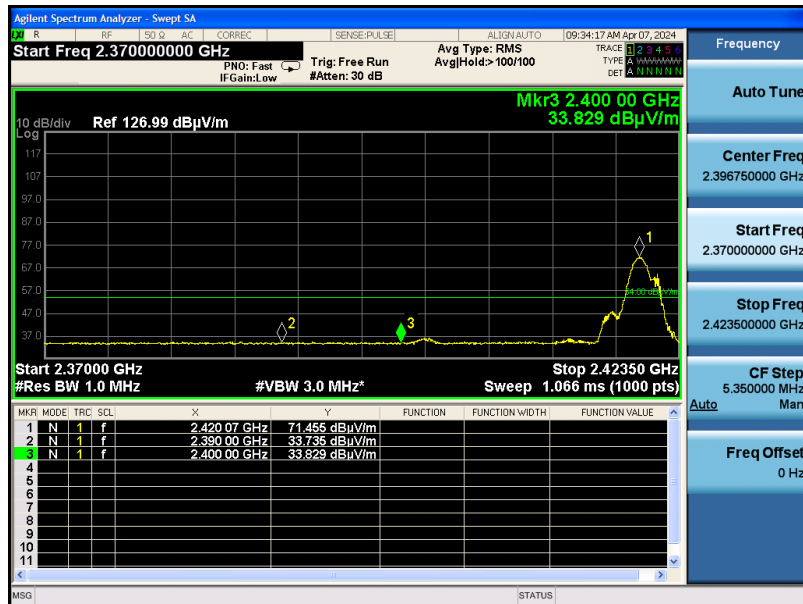 Agilent Spectrum Analyzer - Swept SA
LXI R RF 50 Ω AC CORREC SENSE:PULSE ALIGN AUTO 09:34:17 AM Apr 07, 2024
Start Freq 2.370000000 GHz
PNO: Fast
IFGain:Low
Trig: Free Run
#Atten: 30 dB
Avg Type: RMS
Avg|Hold:>100/100
TRACE 1 2 3 4 5 6
TYPE A WWWWW
DET A N N N N N
Mkr3 2.400 00 GHz
33.829 dBµV/m
10 dB/div Ref 126.99 dBµV/m
Log
117
107
97.0
87.0
77.0
67.0
57.0
47.0
37.0
1
2
3
54.00 dBµV/m
Start 2.37000 GHz Stop 2.42350 GHz
#Res BW 1.0 MHz #VBW 3.0 MHz* Sweep 1.066 ms (1000 pts)
MKR MODE TRC SCL X Y FUNCTION FUNCTION WIDTH FUNCTION VALUE
1 N 1 f 2.420 07 GHz 71.455 dBµV/m
2 N 1 f 2.390 00 GHz 33.735 dBµV/m
3 N 1 f 2.400 00 GHz 33.829 dBµV/m
4
5
6
7
8
9
10
11
MSG STATUS
Frequency
Auto Tune
Center Freq
2.396750000 GHz
Start Freq
2.370000000 GHz
Stop Freq
2.423500000 GHz
CF Step
5.350000 MHz
Auto Man
Freq Offset
0 Hz